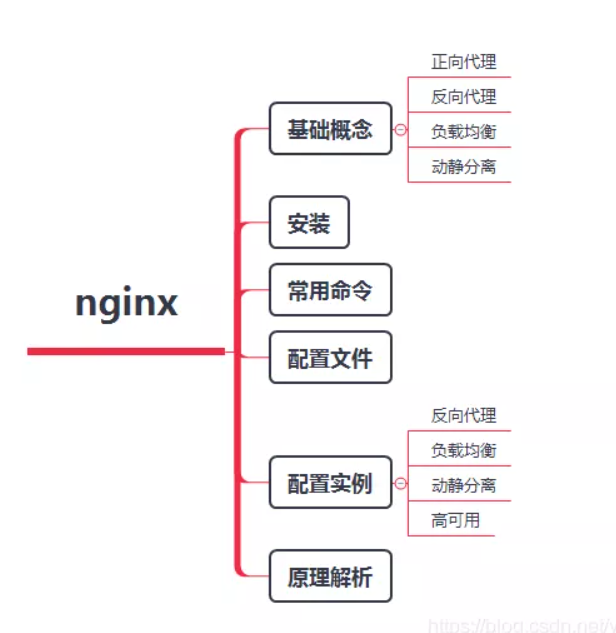 nginx
基础概念
正向代理
反向代理
负载均衡
动静分离
安装
常用命令
配置文件
配置实例
反向代理
负载均衡
动静分离
高可用
原理解析
https://blog.csdn.net/